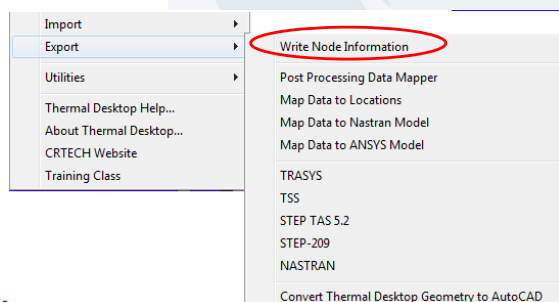 Import
Export
Utilities
Thermal Desktop Help...
About Thermal Desktop...
CRTECH Website
Training Class
Write Node Information
Post Processing Data Mapper
Map Data to Locations
Map Data to Nastran Model
Map Data to ANSYS Model
TRASYS
TSS
STEP TAS 5.2
STEP-209
NASTRAN
Convert Thermal Desktop Geometry to AutoCAD